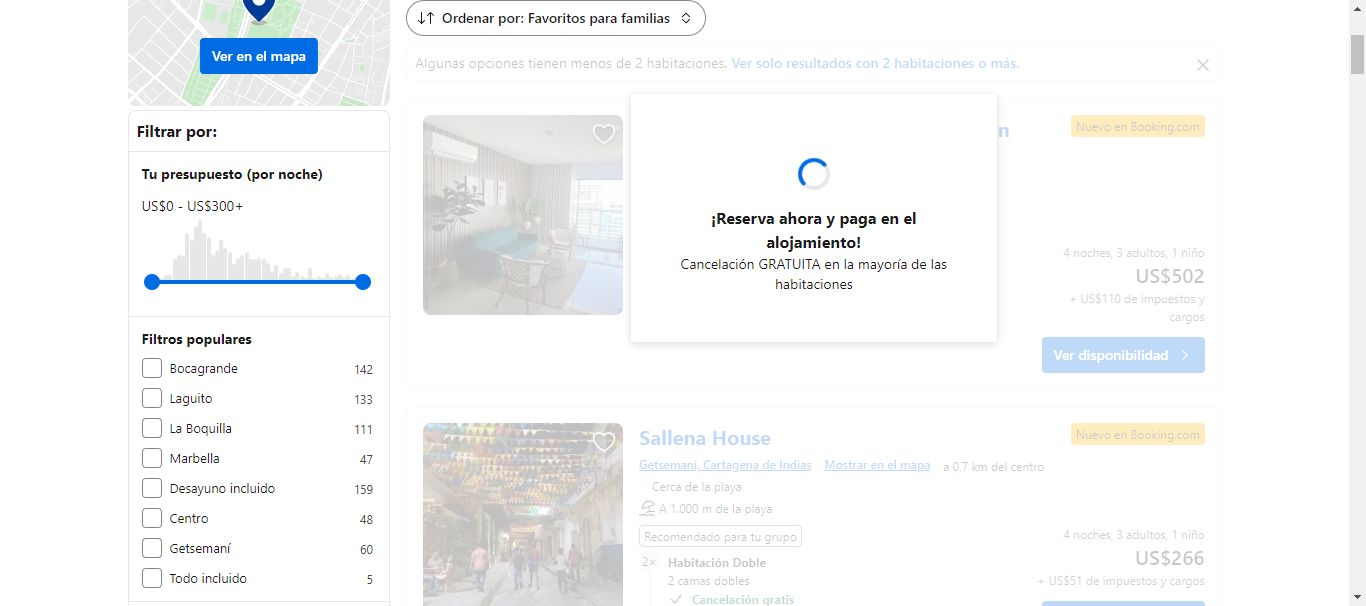 Ver en el mapa
Filtrar por:
Tu presupuesto (por noche)
US$0 - US$300+
Filtros populares
Bocagrande 142
Laguito 133
La Boquilla 111
Marbella 47
Desayuno incluido 159
Centro 48
Getsemaní 60
Todo incluido 5
Ordenar por: Favoritos para familias
Algunas opciones tienen menos de 2 habitaciones. Ver solo resultados con 2 habitaciones o más.
Nuevo en Booking.com
¡Reserva ahora y paga en el
alojamiento!
Cancelación GRATUITA en la mayoría de las
habitaciones
4 noches, 3 adultos, 1 niño
US$502
+ US$110 de impuestos y
cargos
Ver disponibilidad
Sallena House
Nuevo en Booking.com
Getsemaní, Cartagena de Indias Mostrar en el mapa a 0,7 km del centro
Cerca de la playa
A 1.000 m de la playa
Recomendado para tu grupo
2× Habitación Doble
2 camas dobles
Cancelación gratis
4 noches, 3 adultos, 1 niño
US$266
+ US$51 de impuestos y cargos